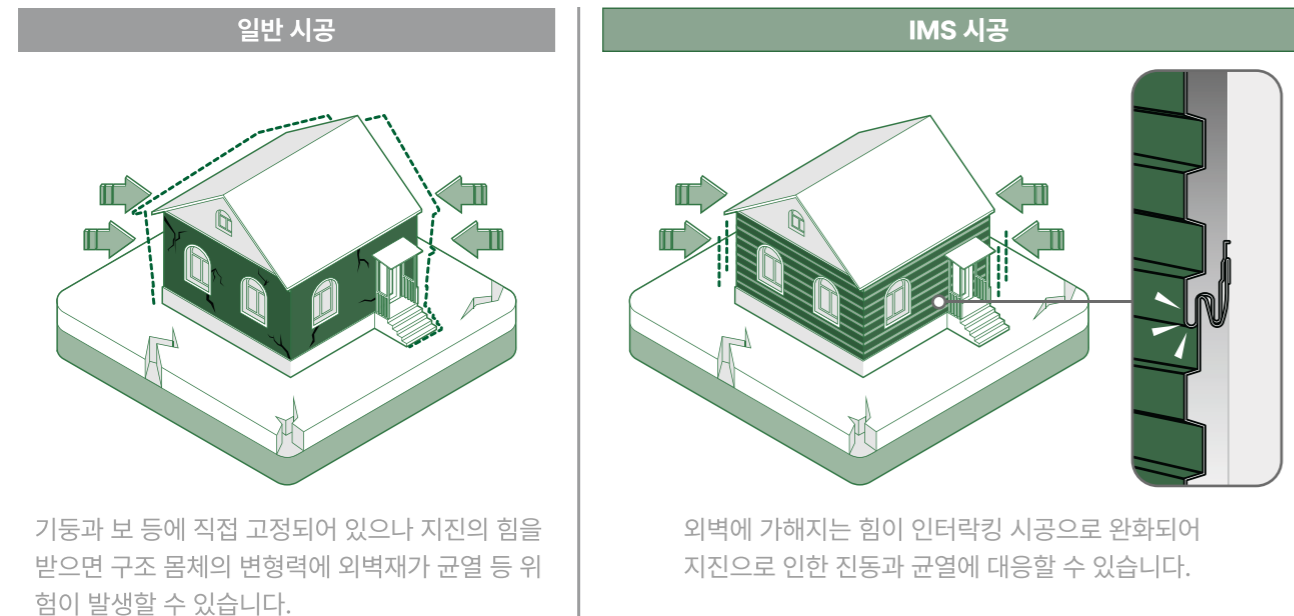 일반 시공
기둥과 보 등에 직접 고정되어 있으나 지진의 힘을
받으면 구조 몸체의 변형력에 외벽재가 균열 등 위
험이 발생할 수 있습니다.
IMS 시공
외벽에 가해지는 힘이 인터락킹 시공으로 완화되어
지진으로 인한 진동과 균열에 대응할 수 있습니다.